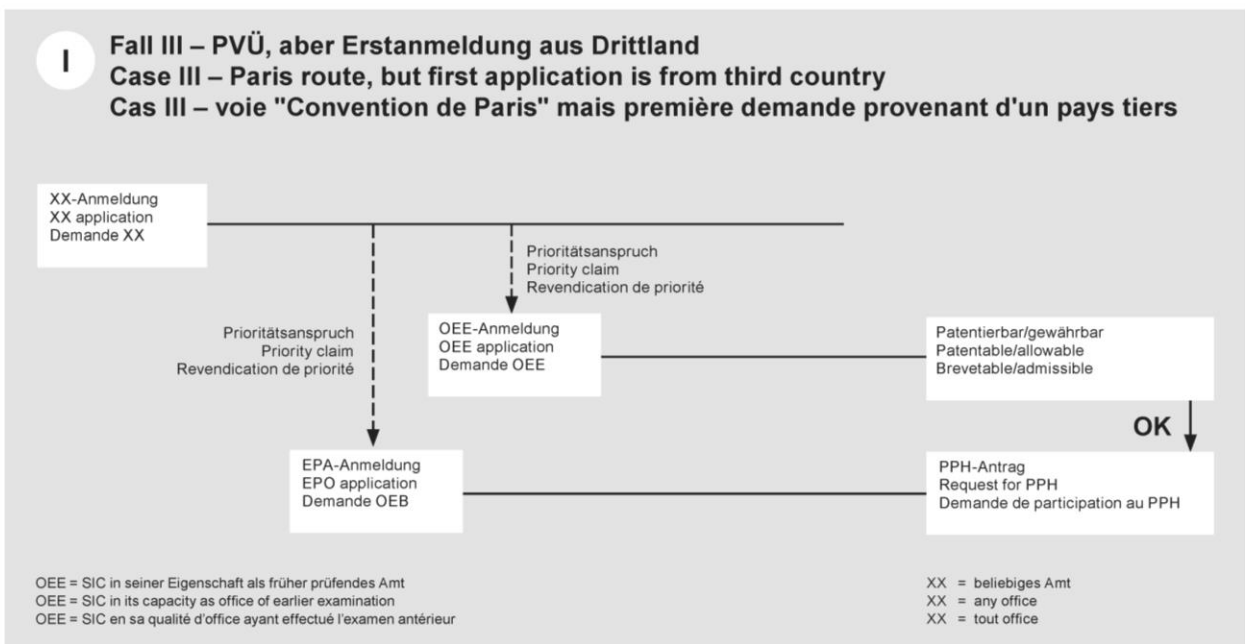 I
Fall III – PVÜ, aber Erstanmeldung aus Drittland
Case III – Paris route, but first application is from third country
Cas III – voie "Convention de Paris" mais première demande provenant d'un pays tiers
XX-Anmeldung
XX application
Demande XX
Prioritätsanspruch
Priority claim
Revendication de priorité
Prioritätsanspruch
Priority claim
Revendication de priorité
OEE-Anmeldung
OEE application
Demande OEE
Patentierbar/gewährbar
Patentable/allowable
Brevetable/admissible
OK
EPA-Anmeldung
EPO application
Demande OEB
PPH-Antrag
Request for PPH
Demande de participation au PPH
OEE = SIC in seiner Eigenschaft als früher prüfendes Amt
OEE = SIC in its capacity as office of earlier examination
OEE = SIC en sa qualité d'office ayant effectué l'examen antérieur
XX = beliebiges Amt
XX = any office
XX = tout office